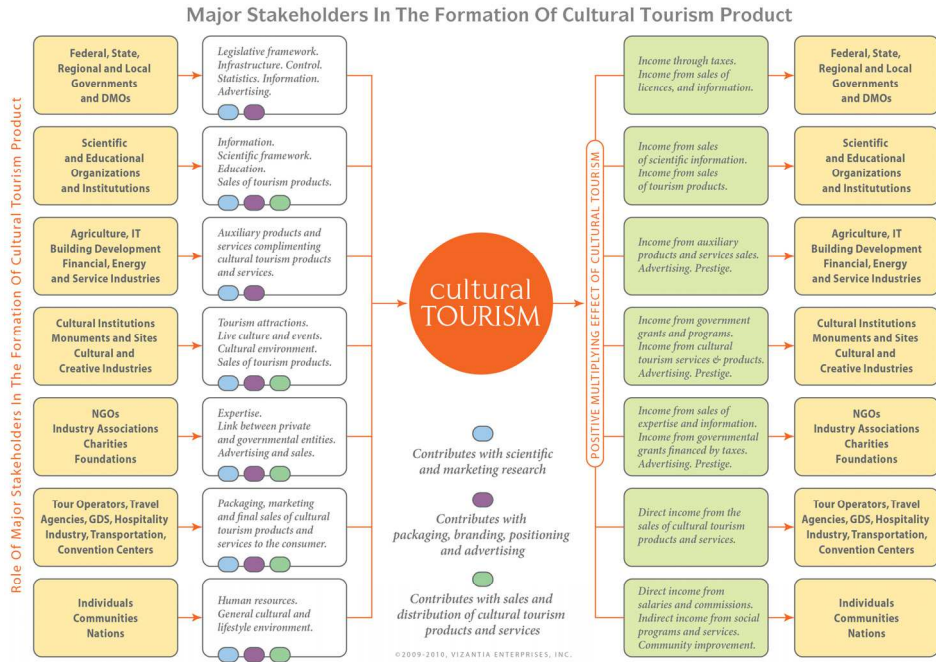 Major Stakeholders In The Formation Of Cultural Tourism Product
Role Of Major Stakeholders In The Formation Of Cultural Tourism Product
Federal, State,
Regional and Local
Governments
and DMOs
Legislative framework.
Infrastructure. Control.
Statistics. Information.
Advertising.
Scientific
and Educational
Organizations
and Institututions
Information.
Scientific framework.
Education.
Sales of tourism products.
Agriculture, IT
Building Development
Financial, Energy
and Service Industries
Auxiliary products and
services complimenting
cultural tourism products
and services.
Cultural Institutions
Monuments and Sites
Cultural and
Creative Industries
Tourism attractions.
Live culture and events.
Cultural environment.
Sales of tourism products.
NGOs
Industry Associations
Charities
Foundations
Expertise.
Link between private
and governmental entities.
Advertising and sales.
Tour Operators, Travel
Agencies, GDS, Hospitality
Industry, Transportation,
Convention Centers
Packaging, marketing
and final sales of cultural
tourism products and
services to the consumer.
Individuals
Communities
Nations
Human resources.
General cultural and
lifestyle environment.
cultural
TOURISM
Contributes with scientific
and marketing research
Contributes with
packaging, branding, positioning
and advertising
Contributes with sales and
distribution of cultural tourism
products and services
©2009-2010, VIZANTIA ENTERPRISES, INC.
POSITIVE MULTIPLYING EFFECT OF CULTURAL TOURISM
Income through taxes.
Income from sales of
licences, and information.
Federal, State,
Regional and Local
Governments
and DMOs
Income from sales
of scientific information.
Income from sales
of tourism products.
Scientific
and Educational
Organizations
and Institututions
Income from auxiliary
products and services sales.
Advertising. Prestige.
Agriculture, IT
Building Development
Financial, Energy
and Service Industries
Income from government
grants and programs.
Income from cultural
tourism services & products.
Advertising. Prestige.
Cultural Institutions
Monuments and Sites
Cultural and
Creative Industries
Income from sales of
expertise and information.
Income from governmental
grants financed by taxes.
Advertising. Prestige.
NGOs
Industry Associations
Charities
Foundations
Direct income from the
sales of cultural tourism
products and services.
Tour Operators, Travel
Agencies, GDS, Hospitality
Industry, Transportation,
Convention Centers
Direct income from
salaries and commissions.
Indirect income from social
programs and services.
Community improvement.
Individuals
Communities
Nations